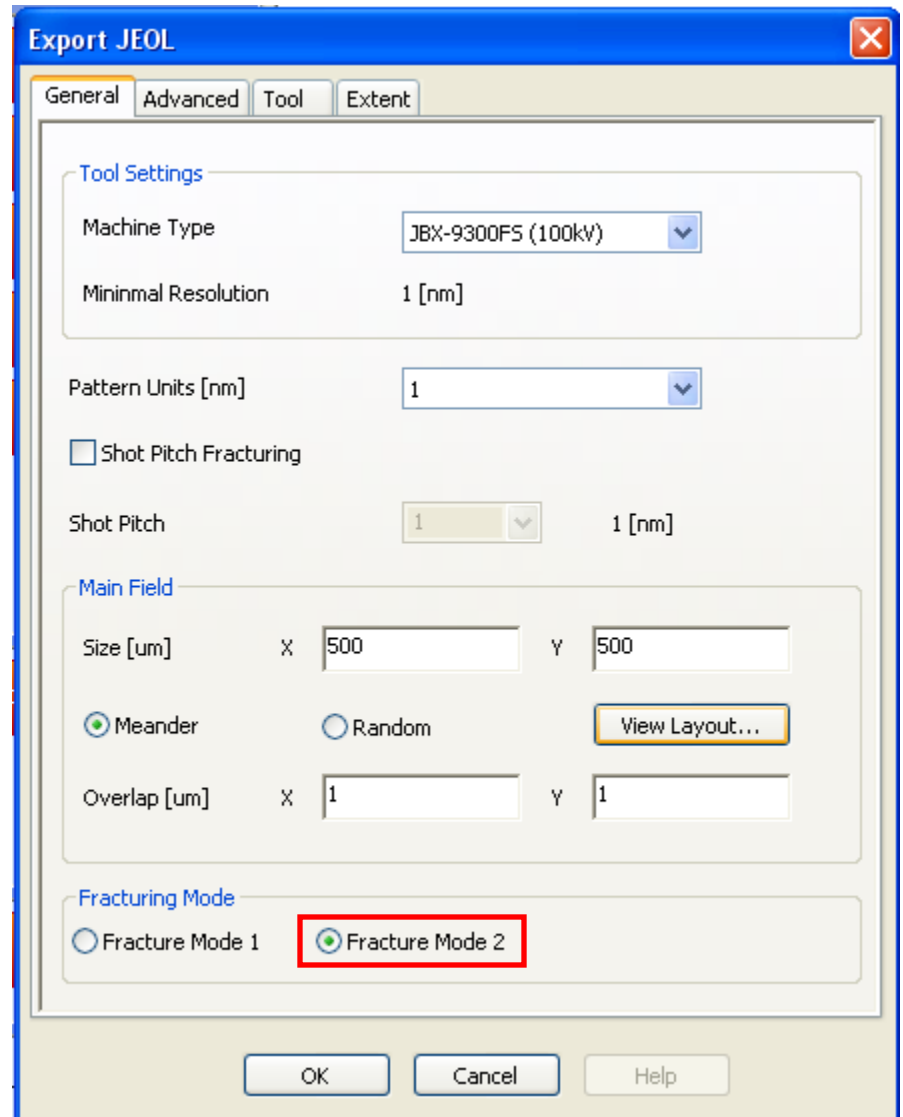 Export JEOL
General Advanced Tool Extent
Tool Settings
Machine Type JBX-9300FS (100kV)
Mininmal Resolution 1 [nm]
Pattern Units [nm] 1
Shot Pitch Fracturing
Shot Pitch 1 1 [nm]
Main Field
Size [um] X 500 Y 500
Meander Random View Layout...
Overlap [um] X 1 Y 1
Fracturing Mode
Fracture Mode 1 Fracture Mode 2
OK Cancel Help